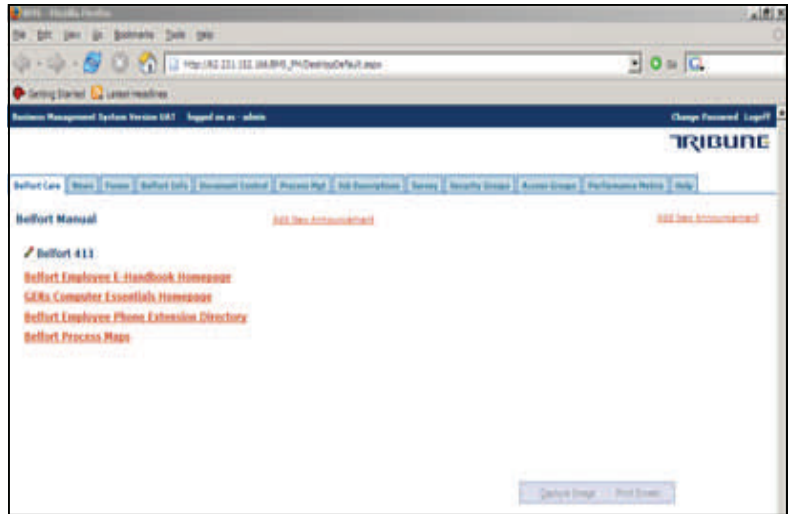 BMS - Mozilla Firefox
File Edit View Go Bookmarks Tools Help
Go
Getting Started Latest Headlines
Business Management System Version UAT logged on as - admin Change Password Logoff
TRIBUNE
Belfort Care News Forms Belfort Info Document Control Process Mgt Job Descriptions Survey Security Groups Access Groups Performance Metrics Help
Belfort Manual Add New Announcement Add New Announcement
Belfort 411
Belfort Employee E-Handbook Homepage
GERs Computer Essentials Homepage
Belfort Employee Phone Extension Directory
Belfort Process Maps
Capture Image Print Screen